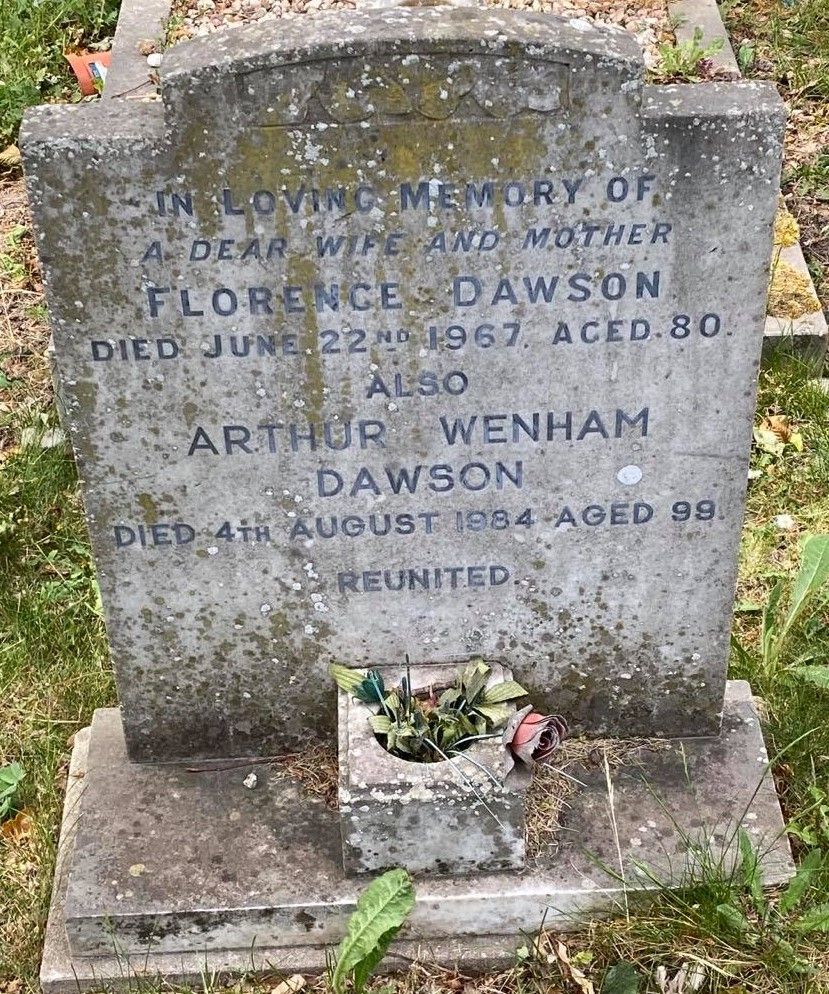 IN LOVING MEMORY OF
A DEAR WIFE AND MOTHER
FLORENCE DAWSON
DIED JUNE 22ND 1967. AGED 80.
ALSO
ARTHUR WENHAM
DAWSON
DIED 4TH AUGUST 1984 AGED 99.
REUNITED.